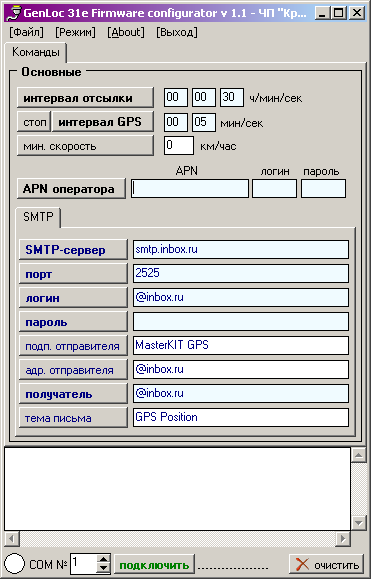 GenLoc 31e Firmware configurator v 1.1 - ЧП "Кр...
[Файл] [Режим] [About] [Выход]
Команды
Основные
интервал отсылки 00 00 30 ч/мин/сек
стоп интервал GPS 00 05 мин/сек
мин. скорость 0 км/час
APN логин пароль
APN оператора
SMTP
SMTP-сервер smtp.inbox.ru
порт 2525
логин @inbox.ru
пароль
подп. отправителя MasterKIT GPS
адр. отправителя @inbox.ru
получатель @inbox.ru
тема письма GPS Position
COM № 1 подключить .................... очистить